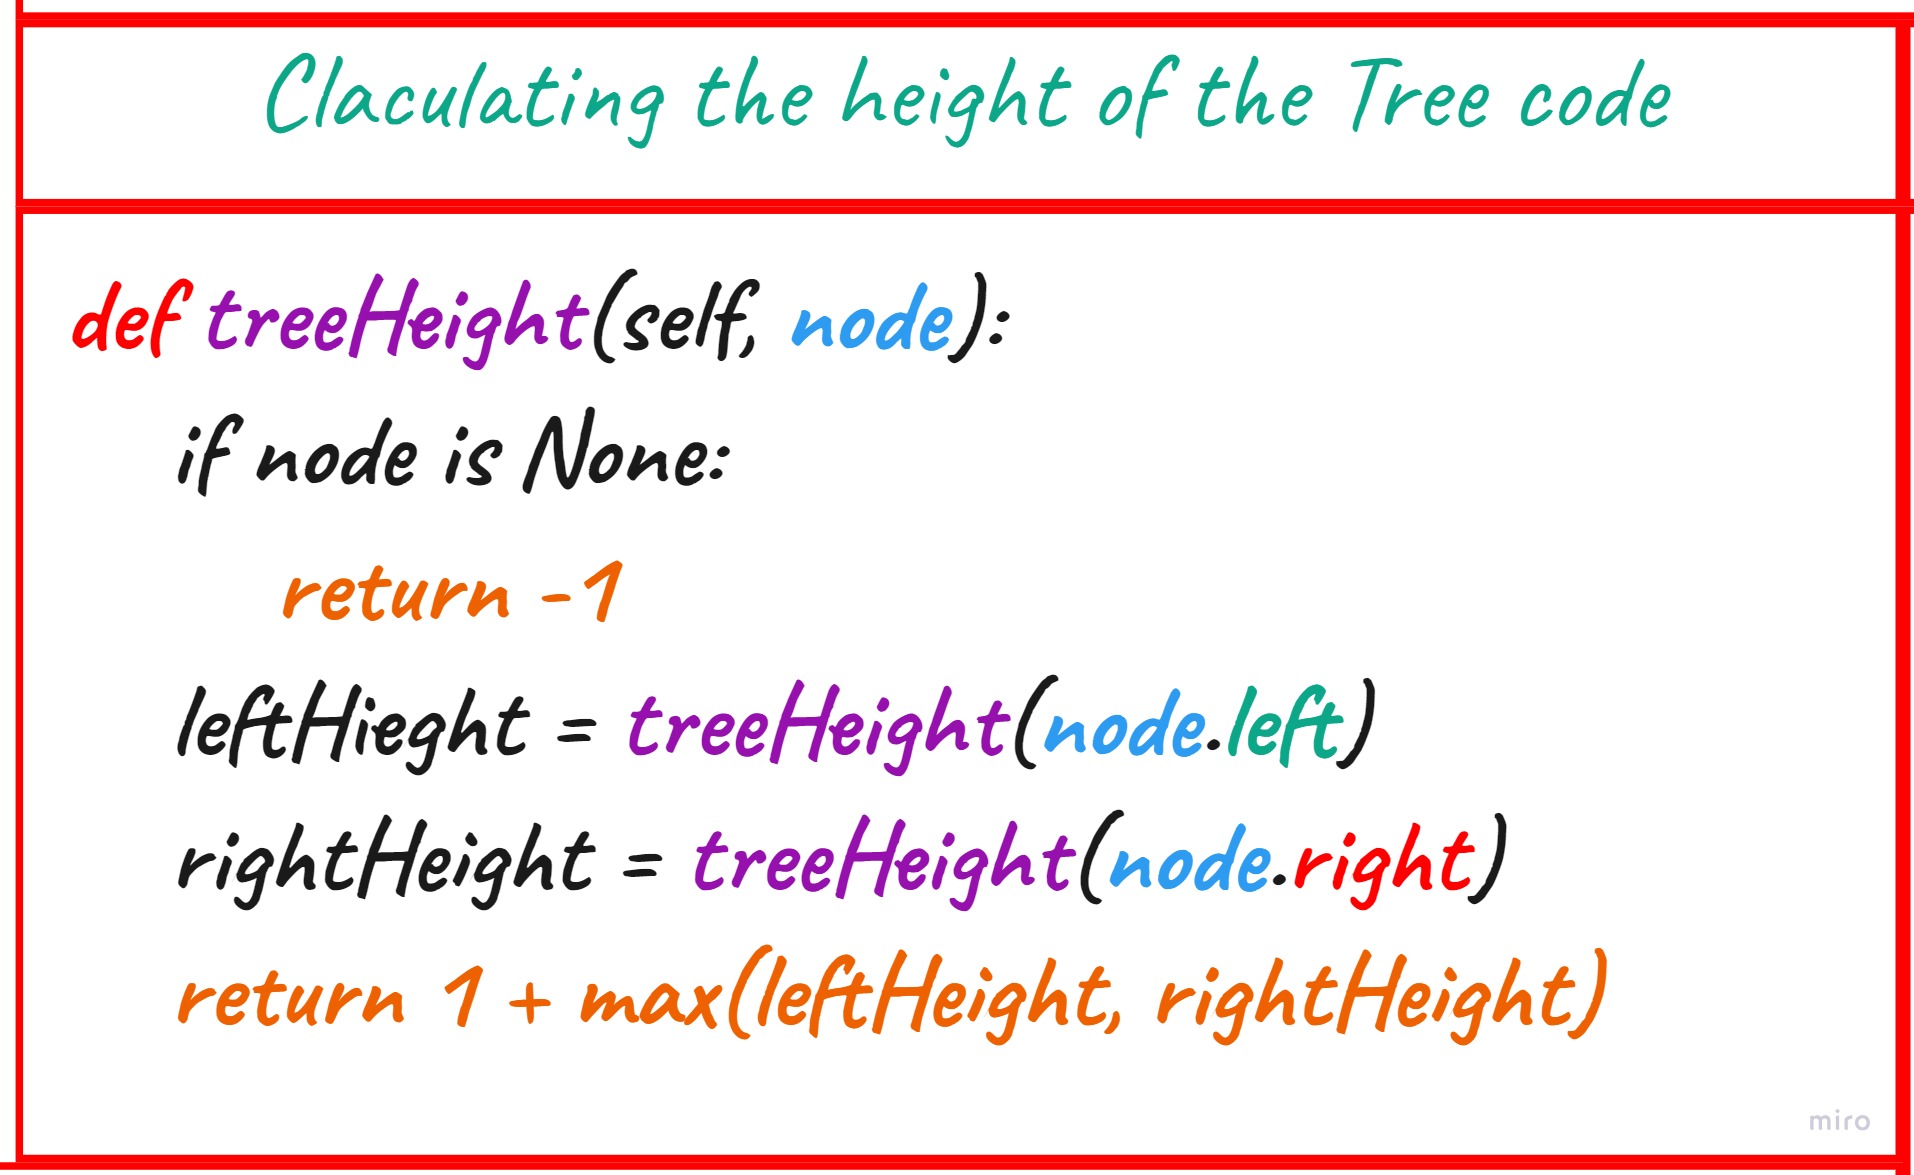 Claculating the height of the Tree code
def treeHeight(self, node):
if node is None:
return -1
leftHieght = treeHeight(node.left)
rightHeight = treeHeight(node.right)
return 1 + max(leftHeight, rightHeight)
miro